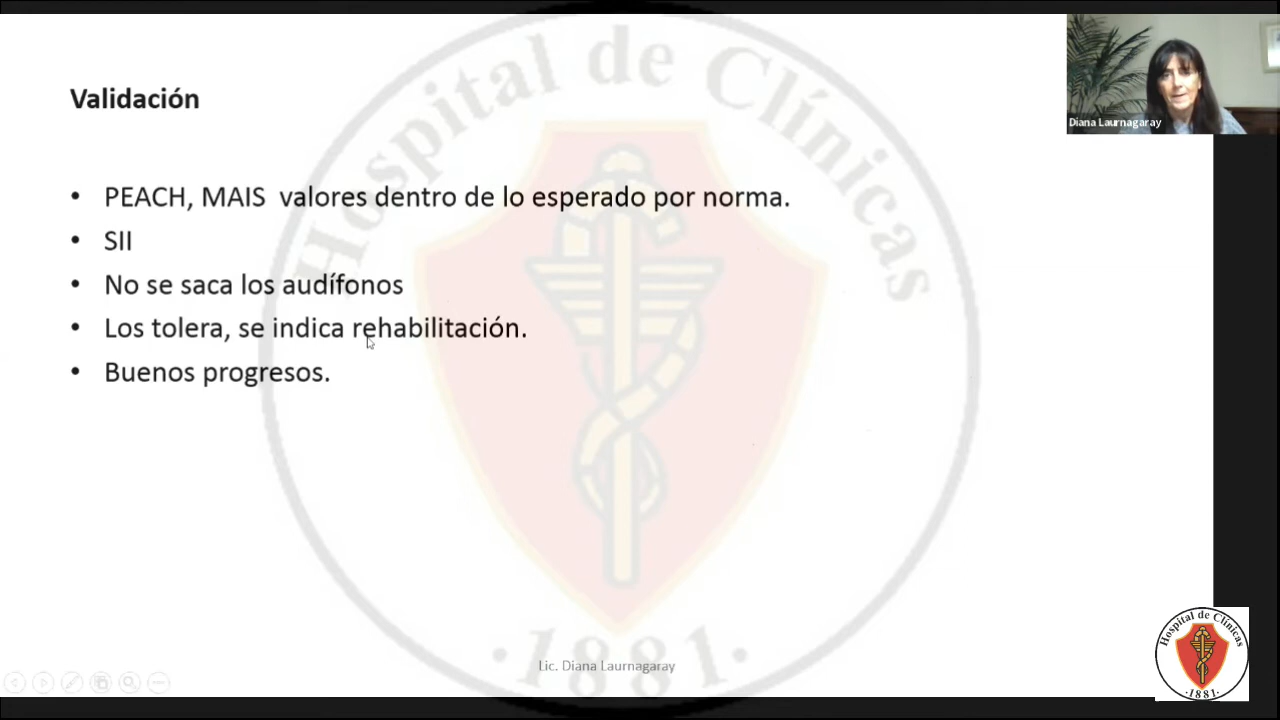 Hospital de Clínicas
Validación
Diana Laurnagaray
• PEACH, MAIS valores dentro de lo esperado por norma.
• SII
• No se saca los audífonos
• Los tolera, se indica rehabilitación.
• Buenos progresos.
·1881·
Lic. Diana Laurnagaray
Hospital de Clínicas
·1881·